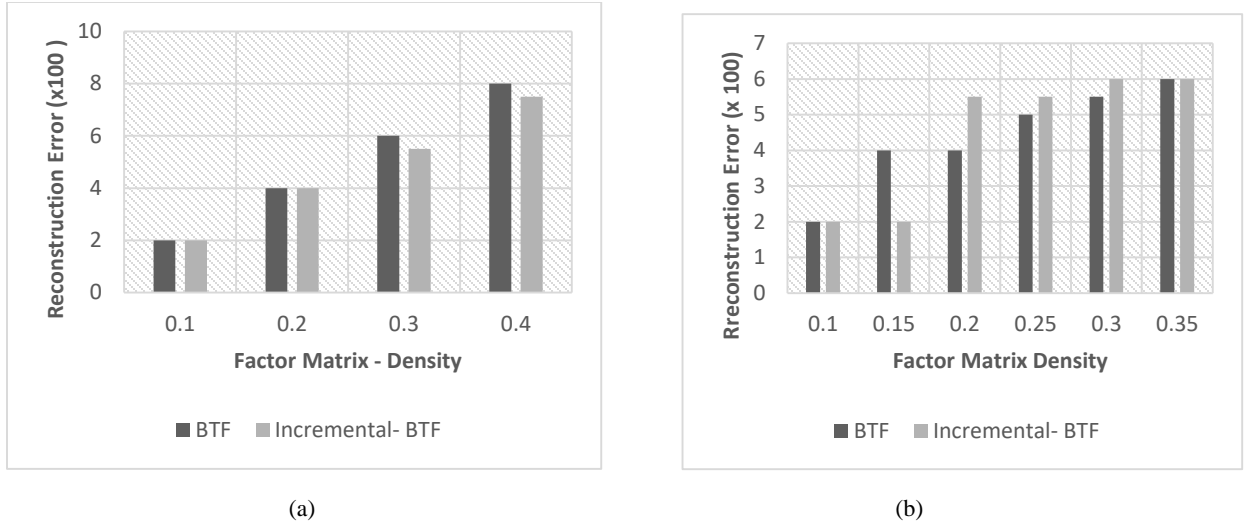 Reconstruction Error (x100 )
10
8
6
4
2
0
0.1 0.2 0.3 0.4
Factor Matrix - Density
BTF Incremental- BTF
(a)
Rreconstruction Error (x 100)
7
6
5
4
3
2
1
0
0.1 0.15 0.2 0.25 0.3 0.35
Factor Matrix Density
BTF Incremental- BTF
(b)